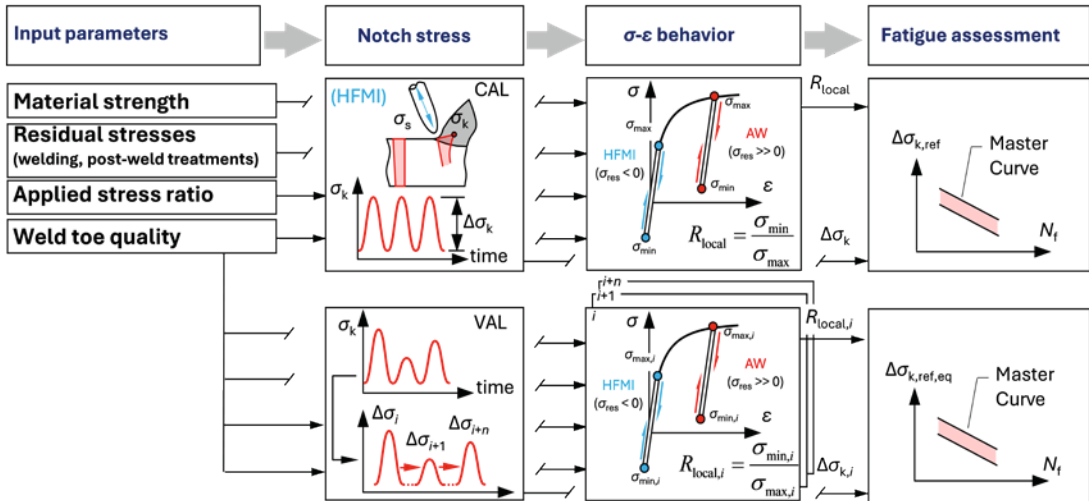 Input parameters
Notch stress
σ-ε behavior
Fatigue assessment
Material strength
Residual stresses
(welding, post-weld treatments)
Applied stress ratio
Weld toe quality
(HFMI)
CAL
σs
σk
σk
Δσk
time
σ
σmax
σmax
HFMI
(σres < 0)
AW
(σres >> 0)
σmin
ε
σmin
Rlocal = σmin / σmax
Rlocal
Δσk
Δσk,ref
Master
Curve
Nf
σk
VAL
time
Δσi
Δσi+1
Δσi+n
i+n
i+1
i
σ
σmax,i
σmax,i
HFMI
(σres < 0)
AW
(σres >> 0)
σmin,i
ε
σmin,i
Rlocal,i = σmin,i / σmax,i
Rlocal,i
Δσk,i
Δσk,ref,eq
Master
Curve
Nf